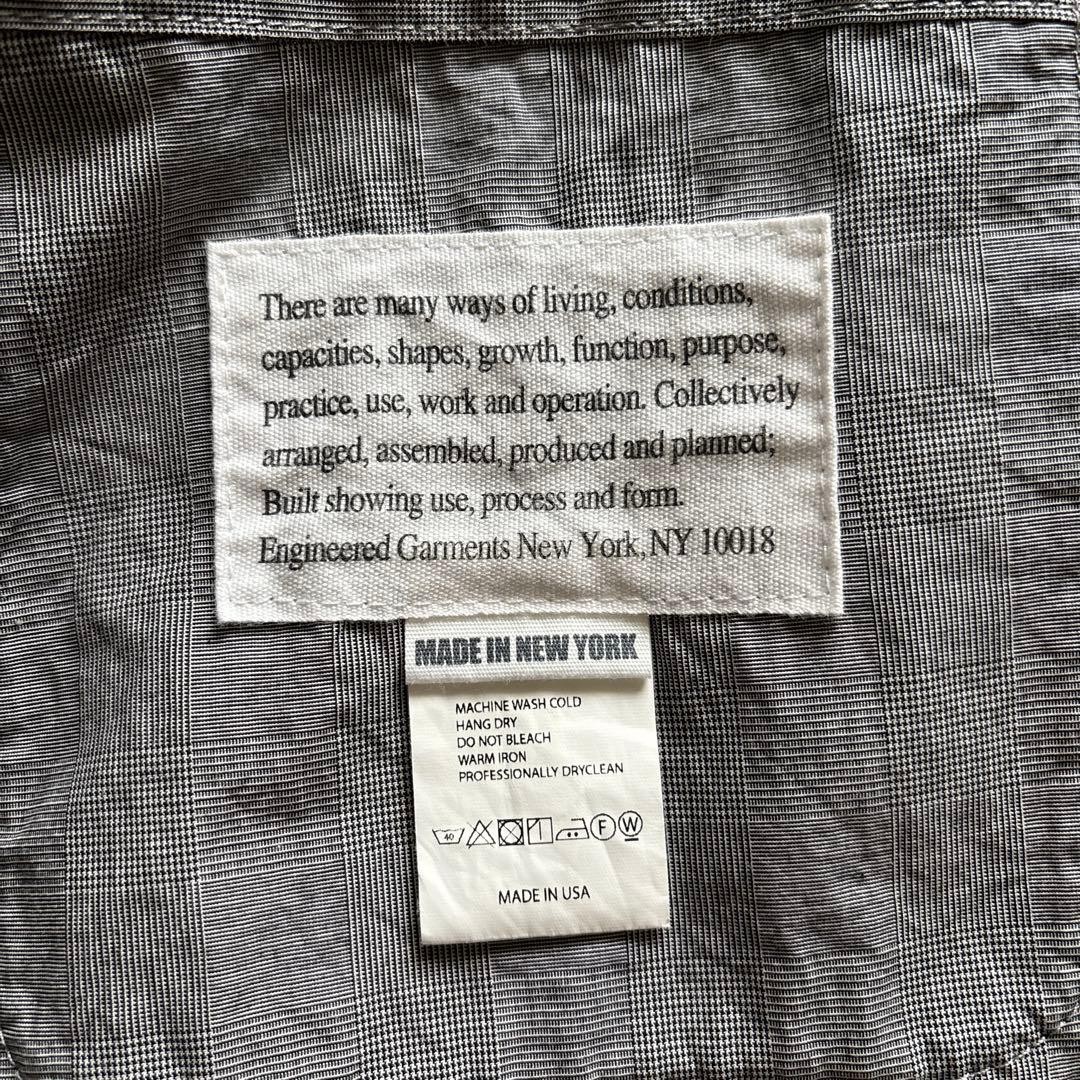 There are many ways of living, conditions,
capacities, shapes, growth, function, purpose,
practice, use, work and operation. Collectively
arranged, assembled, produced and planned;
Built showing use, process and form.
Engineered Garments New York, NY 10018
MADE IN NEW YORK
MACHINE WASH COLD
HANG DRY
DO NOT BLEACH
WARM IRON
PROFESSIONALLY DRYCLEAN
40 F W
MADE IN USA